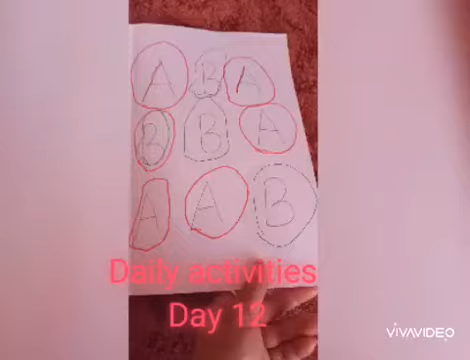 A B A
B B A
A A B
Daily activities
Day 12
VIVAVIDEO